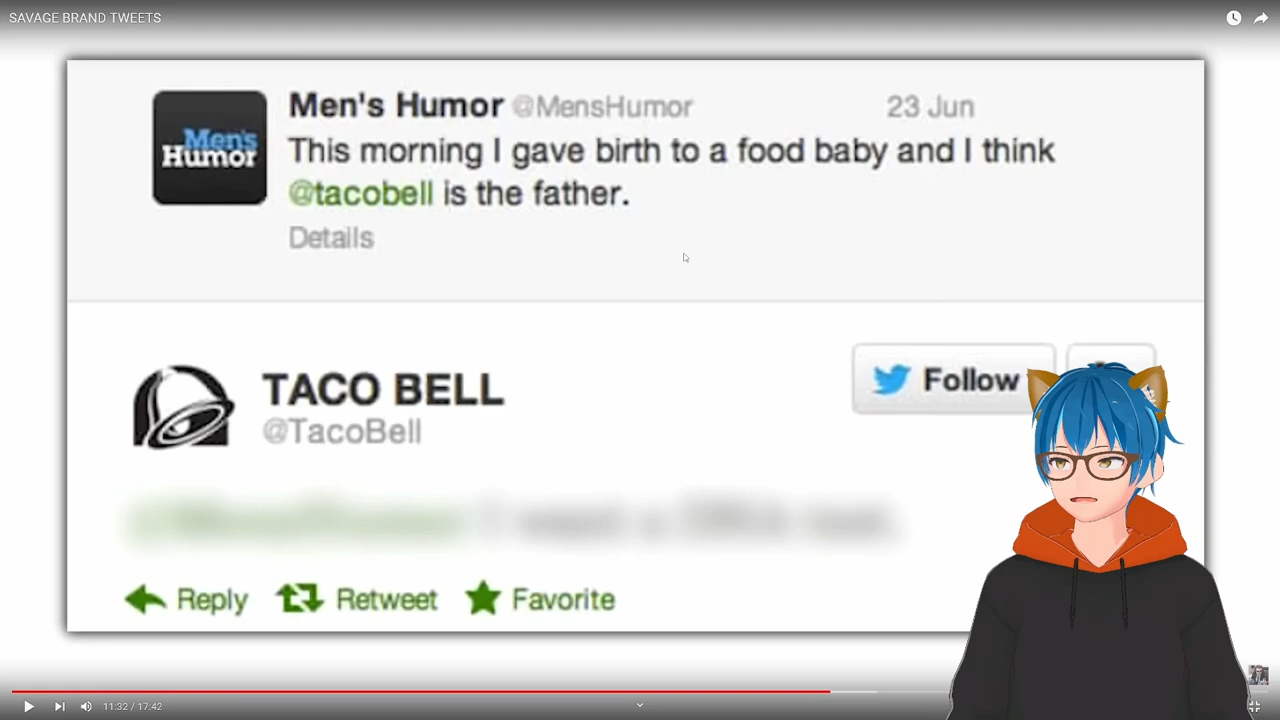 SAVAGE BRAND TWEETS
Men's Humor @MensHumor 23 Jun
Men's
Humor
This morning I gave birth to a food baby and I think
@tacobell is the father.
Details
TACO BELL
Follow
@TacoBell
Reply Retweet Favorite
11:32 / 17:42